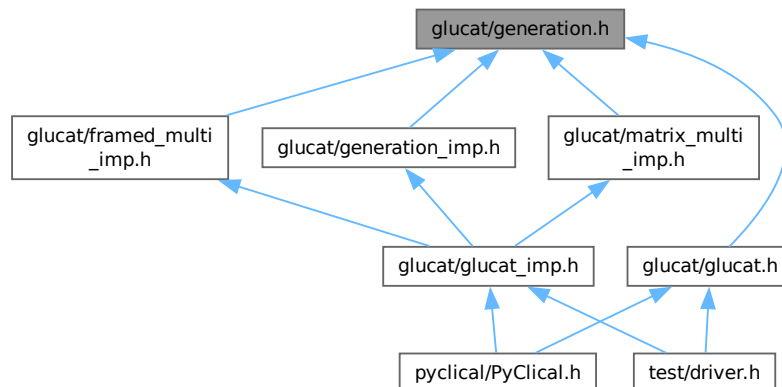 glucat/generation.h
glucat/framed_multi
_imp.h
glucat/generation_imp.h
glucat/matrix_multi
_imp.h
glucat/glucat_imp.h
glucat/glucat.h
pyclical/PyClical.h
test/driver.h